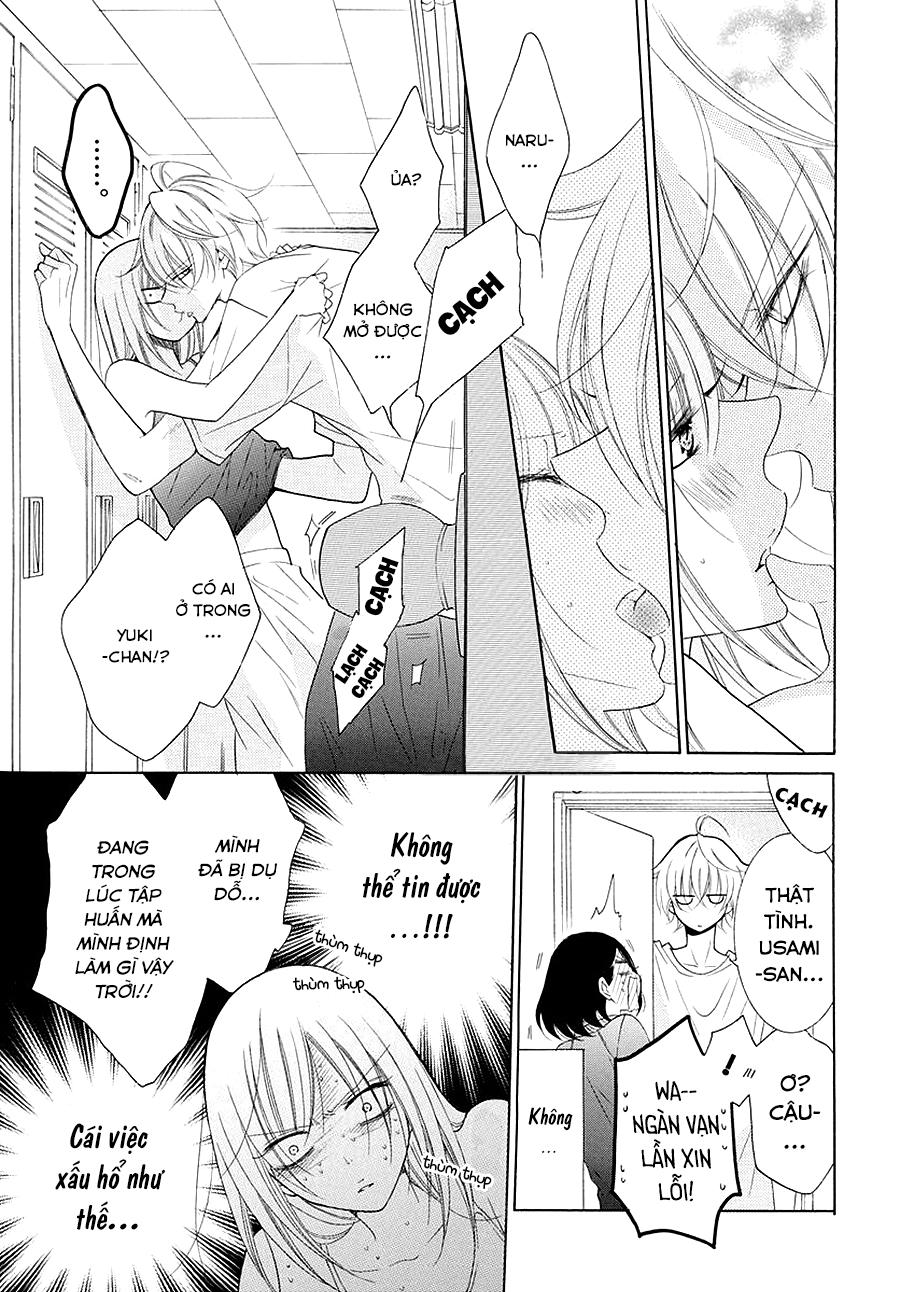 NARU-
...
ỦA?
KHÔNG
MỞ ĐƯỢC
...
CẠCH
.......。
CẠCH
LẠCH
CẠCH
CÓ AI
Ở TRONG
...
YUKI
-CHAN!?
CẠCH
THẬT
TÌNH.
USAMI
-SAN...
Ơ?
CẬU-
...
!
WA--
NGÀN VẠN
LẦN XIN
LỖI!
Không
...
Không
thể tin được
...!!!
MÌNH
ĐÃ BỊ DỤ
DỖ...
ĐANG
TRONG
LÚC TẬP
HUẤN MÀ
MÌNH ĐỊNH
LÀM GÌ VẬY
TRỜI!!
thùm thụp
thùm thụp
thùm thụp
Cái việc
xấu hổ như
thế...